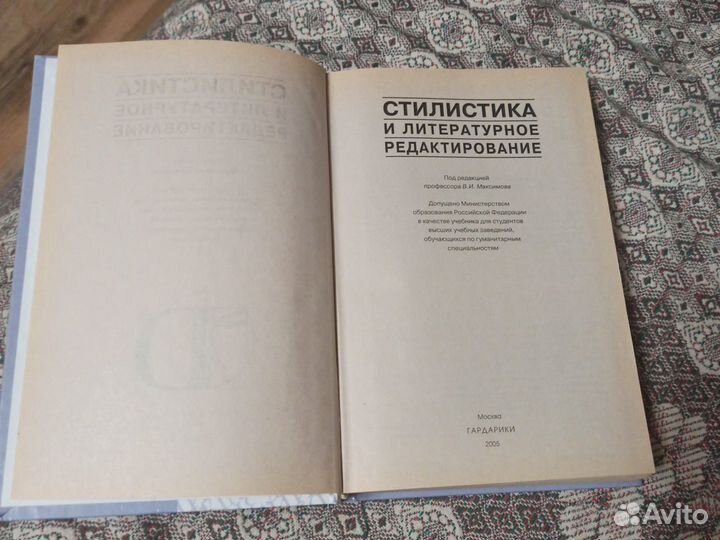 СТИЛИСТИКА
И ЛИТЕРАТУРНОЕ
РЕДАКТИРОВАНИЕ
Под редакцией
профессора В.И. Максимова
Допущено Министерством
образования Российской Федерации
в качестве учебника для студентов
высших учебных заведений,
обучающихся по гуманитарным
специальностям
Москва
ГАРДАРИКИ
2005
Avito